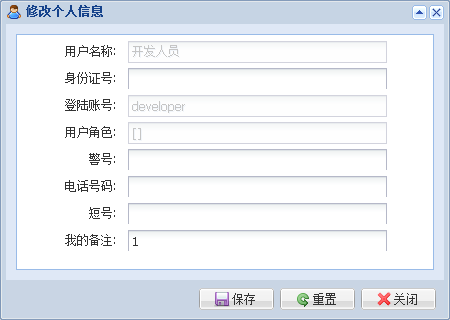 修改个人信息
用户名称: 开发人员
身份证号:
登陆账号: developer
用户角色: []
警号:
电话号码:
短号:
我的备注: 1
保存 重置 关闭